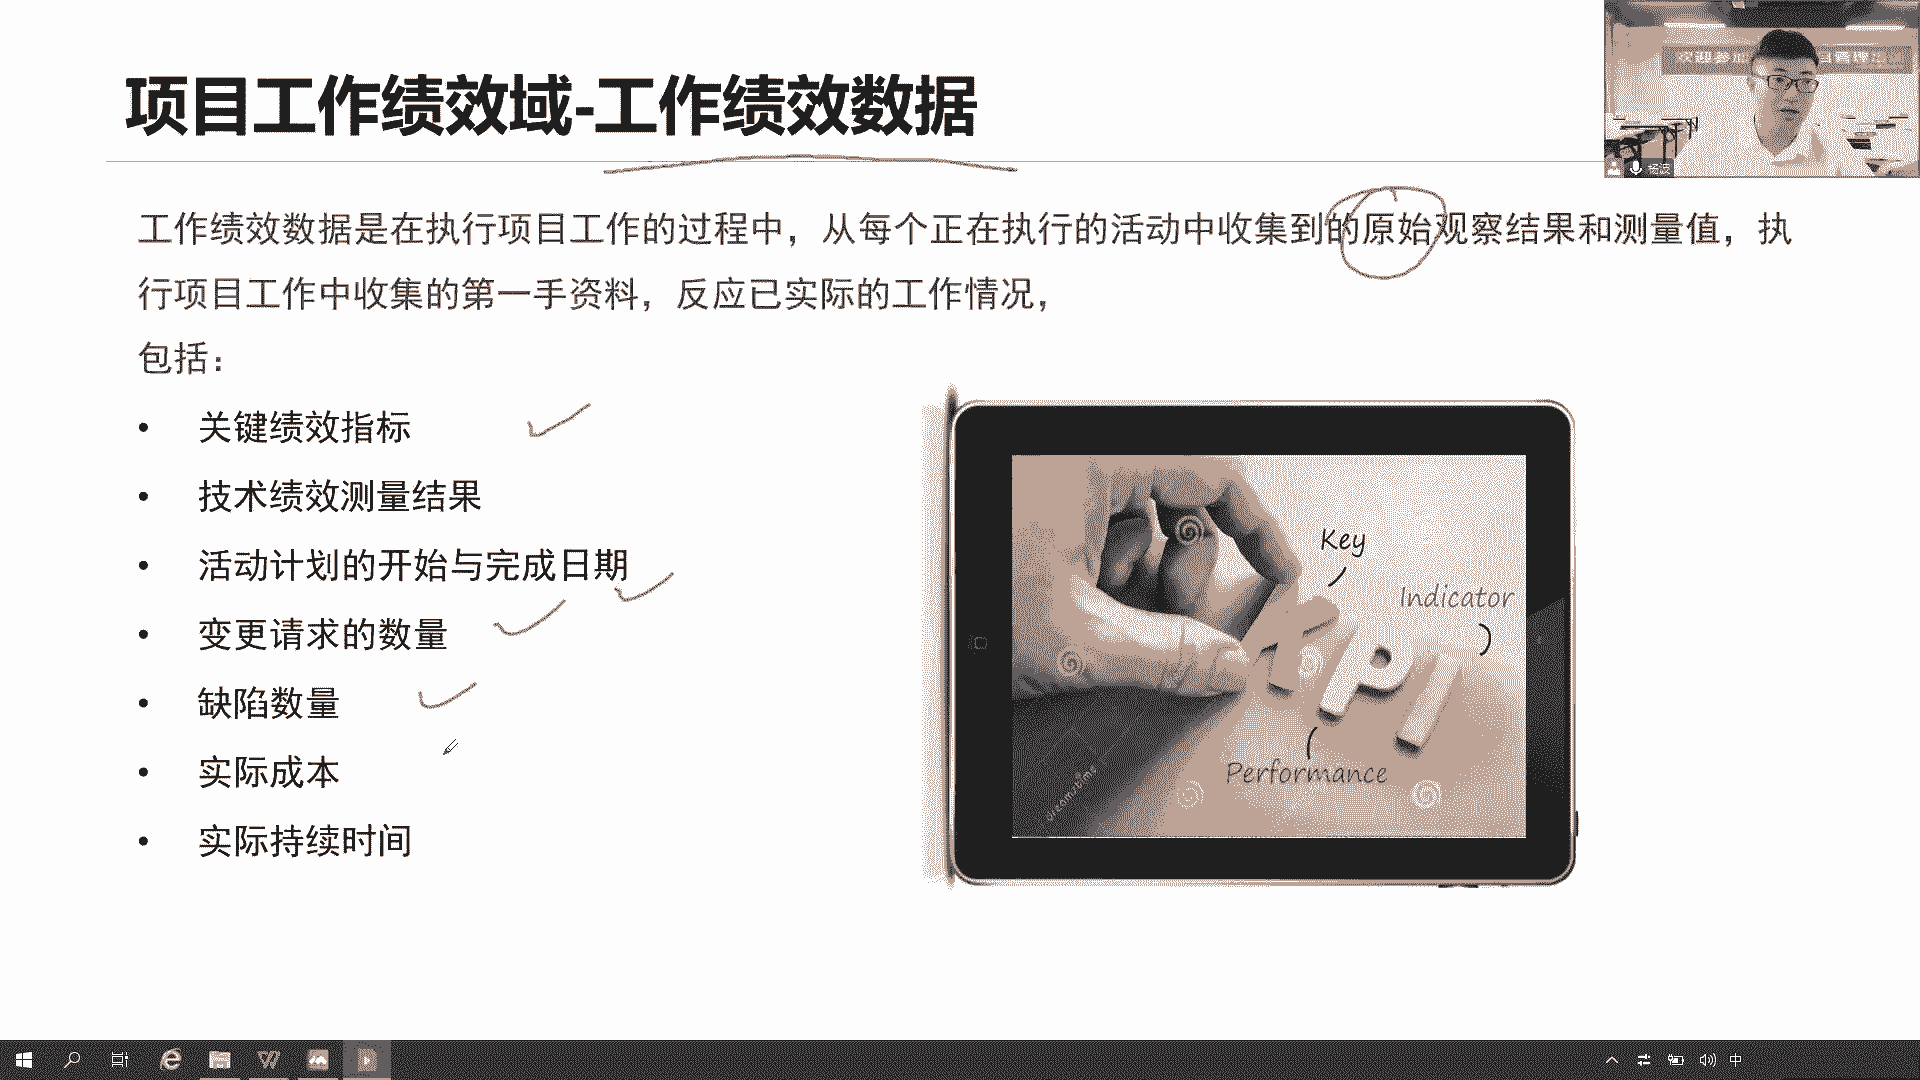 项目工作绩效域-工作绩效数据
杨波
工作绩效数据是在执行项目工作的过程中，从每个正在执行的活动中收集到的原始观察结果和测量值，执
行项目工作中收集的第一手资料，反应已实际的工作情况，
包括：
• 关键绩效指标
• 技术绩效测量结果
• 活动计划的开始与完成日期
• 变更请求的数量
• 缺陷数量
• 实际成本
• 实际持续时间
Key
Indicator
KPI
Performance
dreamstime
中